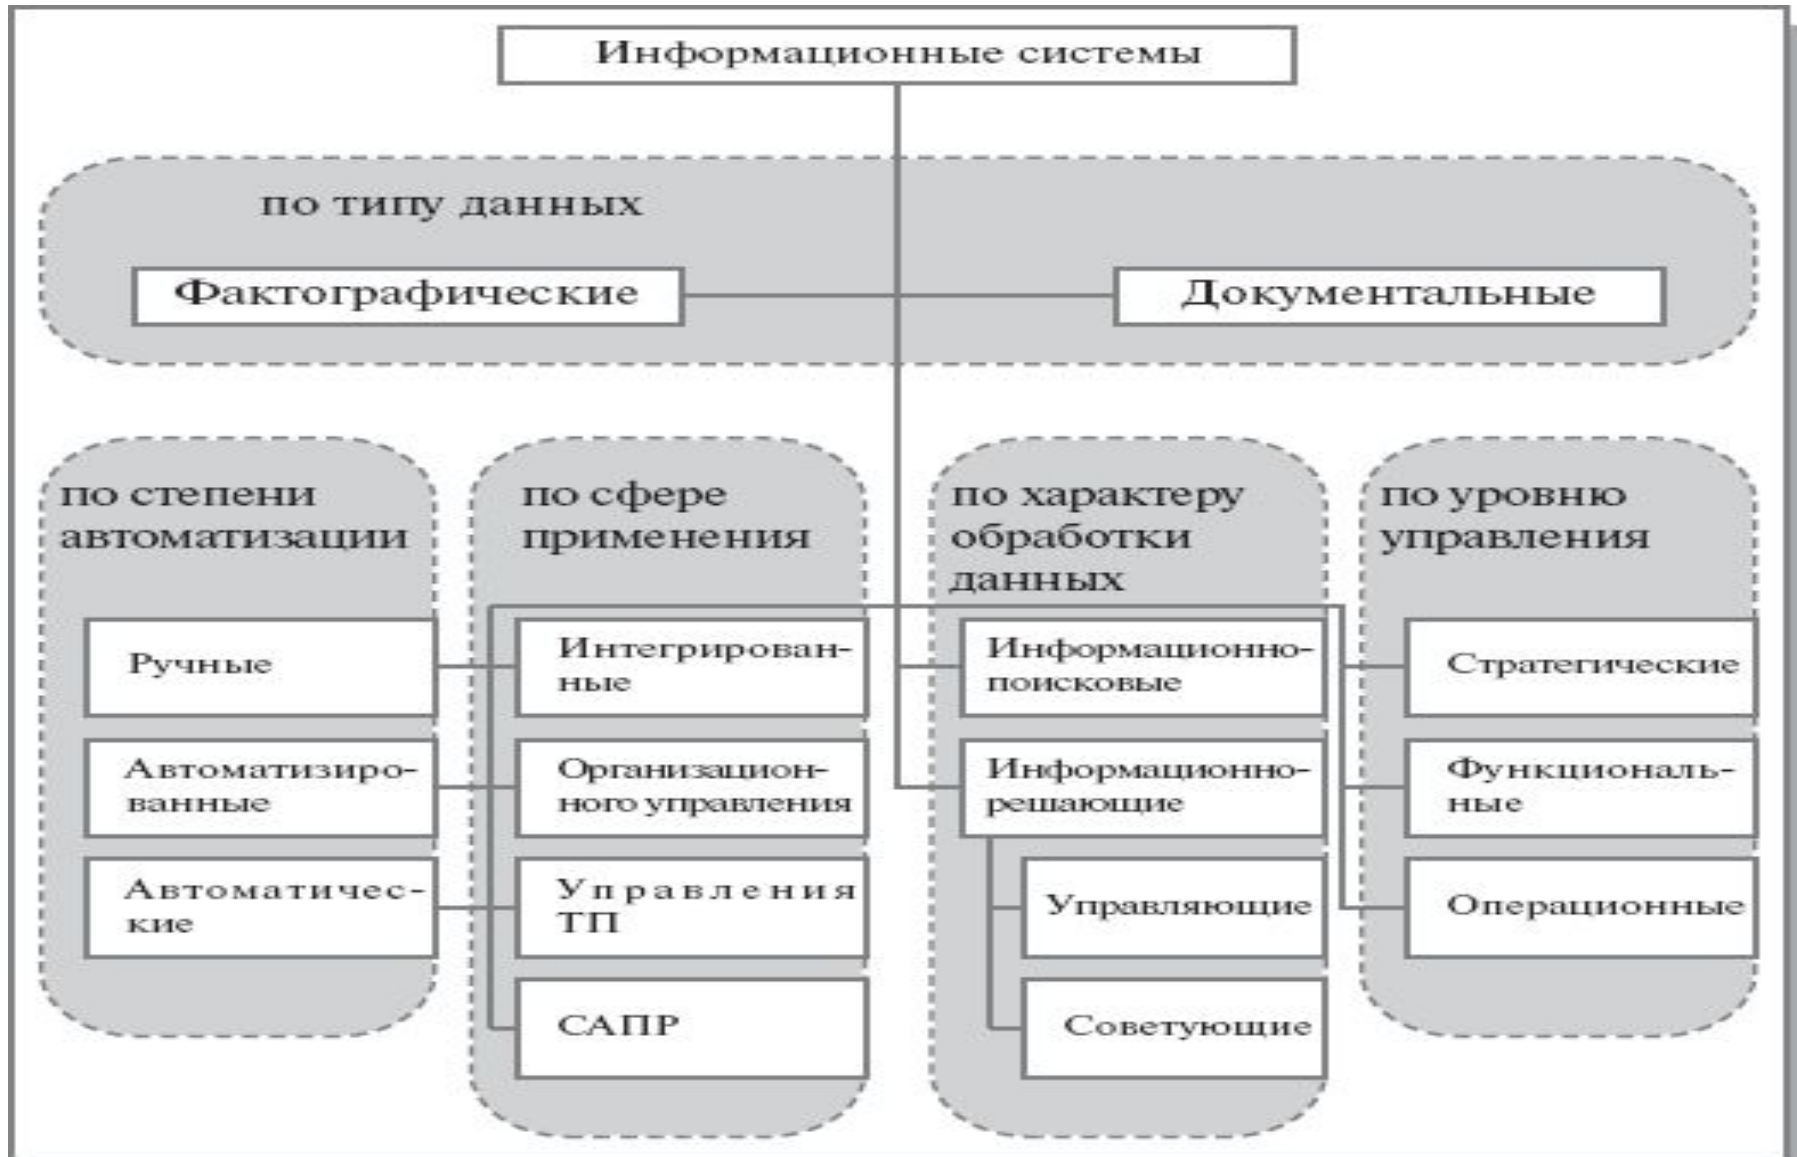 Информационные системы
по типу данных
Фактографические
Документальные
по степени
автоматизации
Ручные
Автоматизиро-
ванные
Автоматичес-
кие
по сфере
применения
Интегрирован-
ные
Организацион-
ного управления
Управления
ТП
САПР
по характеру
обработки
данных
Информационно-
поисковые
Информационно-
решающие
Управляющие
Советующие
по уровню
управления
Стратегические
Функциональ-
ные
Операционные